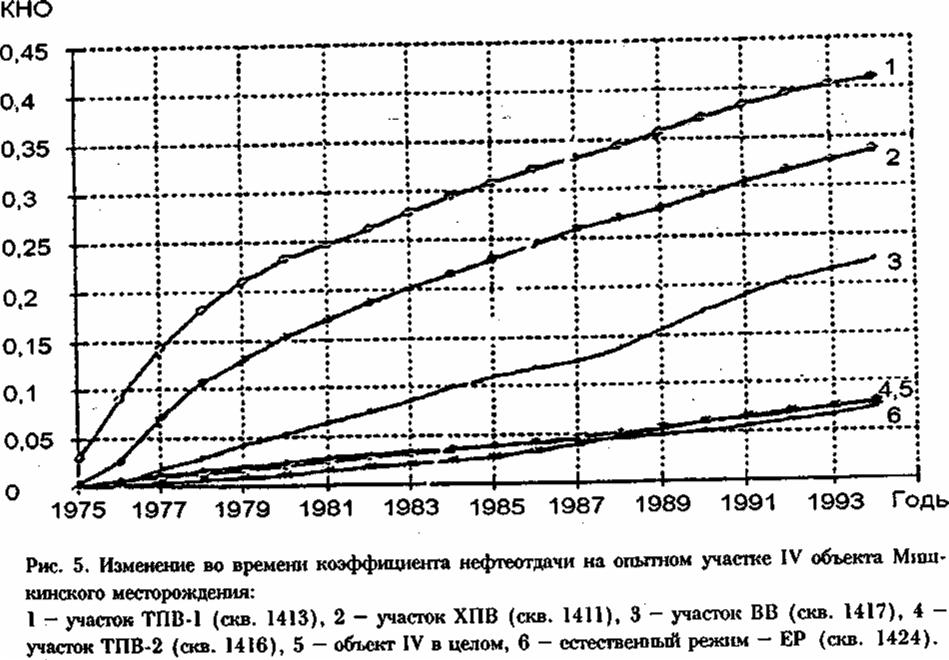 КНО
0,45
0,4
0,35
0,3
0,25
0,2
0,15
0,1
0,05
0
1
2
3
4,5
6
1975 1977 1979 1981 1983 1985 1987 1989 1991 1993 Годы
Рис. 5. Изменение во времени коэффициента нефтеотдачи на опытном участке IV объекта Миш-
кинского месторождения:
1 – участок ТПВ-1 (скв. 1413), 2 – участок ХПВ (скв. 1411), 3 – участок ВВ (скв. 1417), 4 –
участок ТПВ-2 (скв. 1416), 5 – объект IV в целом, 6 – естественный режим – ЕР (скв. 1424).